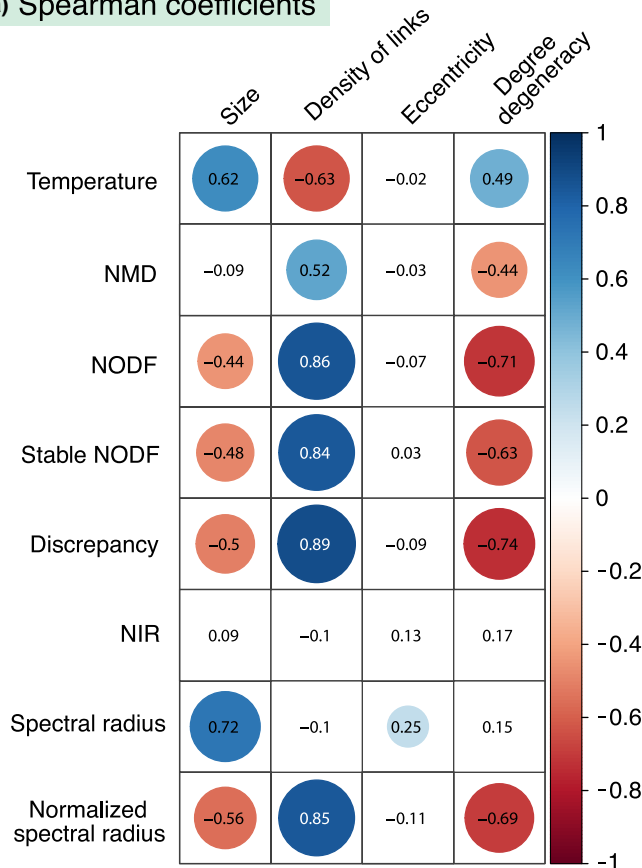 ) Spearman coefficients
Size
Density of links
Eccentricity
Degree
degeneracy
Temperature 0.62 −0.63 −0.02 0.49
NMD −0.09 0.52 −0.03 −0.44
NODF −0.44 0.86 −0.07 −0.71
Stable NODF −0.48 0.84 0.03 −0.63
Discrepancy −0.5 0.89 −0.09 −0.74
NIR 0.09 −0.1 0.13 0.17
Spectral radius 0.72 −0.1 0.25 0.15
Normalized
spectral radius −0.56 0.85 −0.11 −0.69
1
0.8
0.6
0.4
0.2
0
−0.2
−0.4
−0.6
−0.8
−1